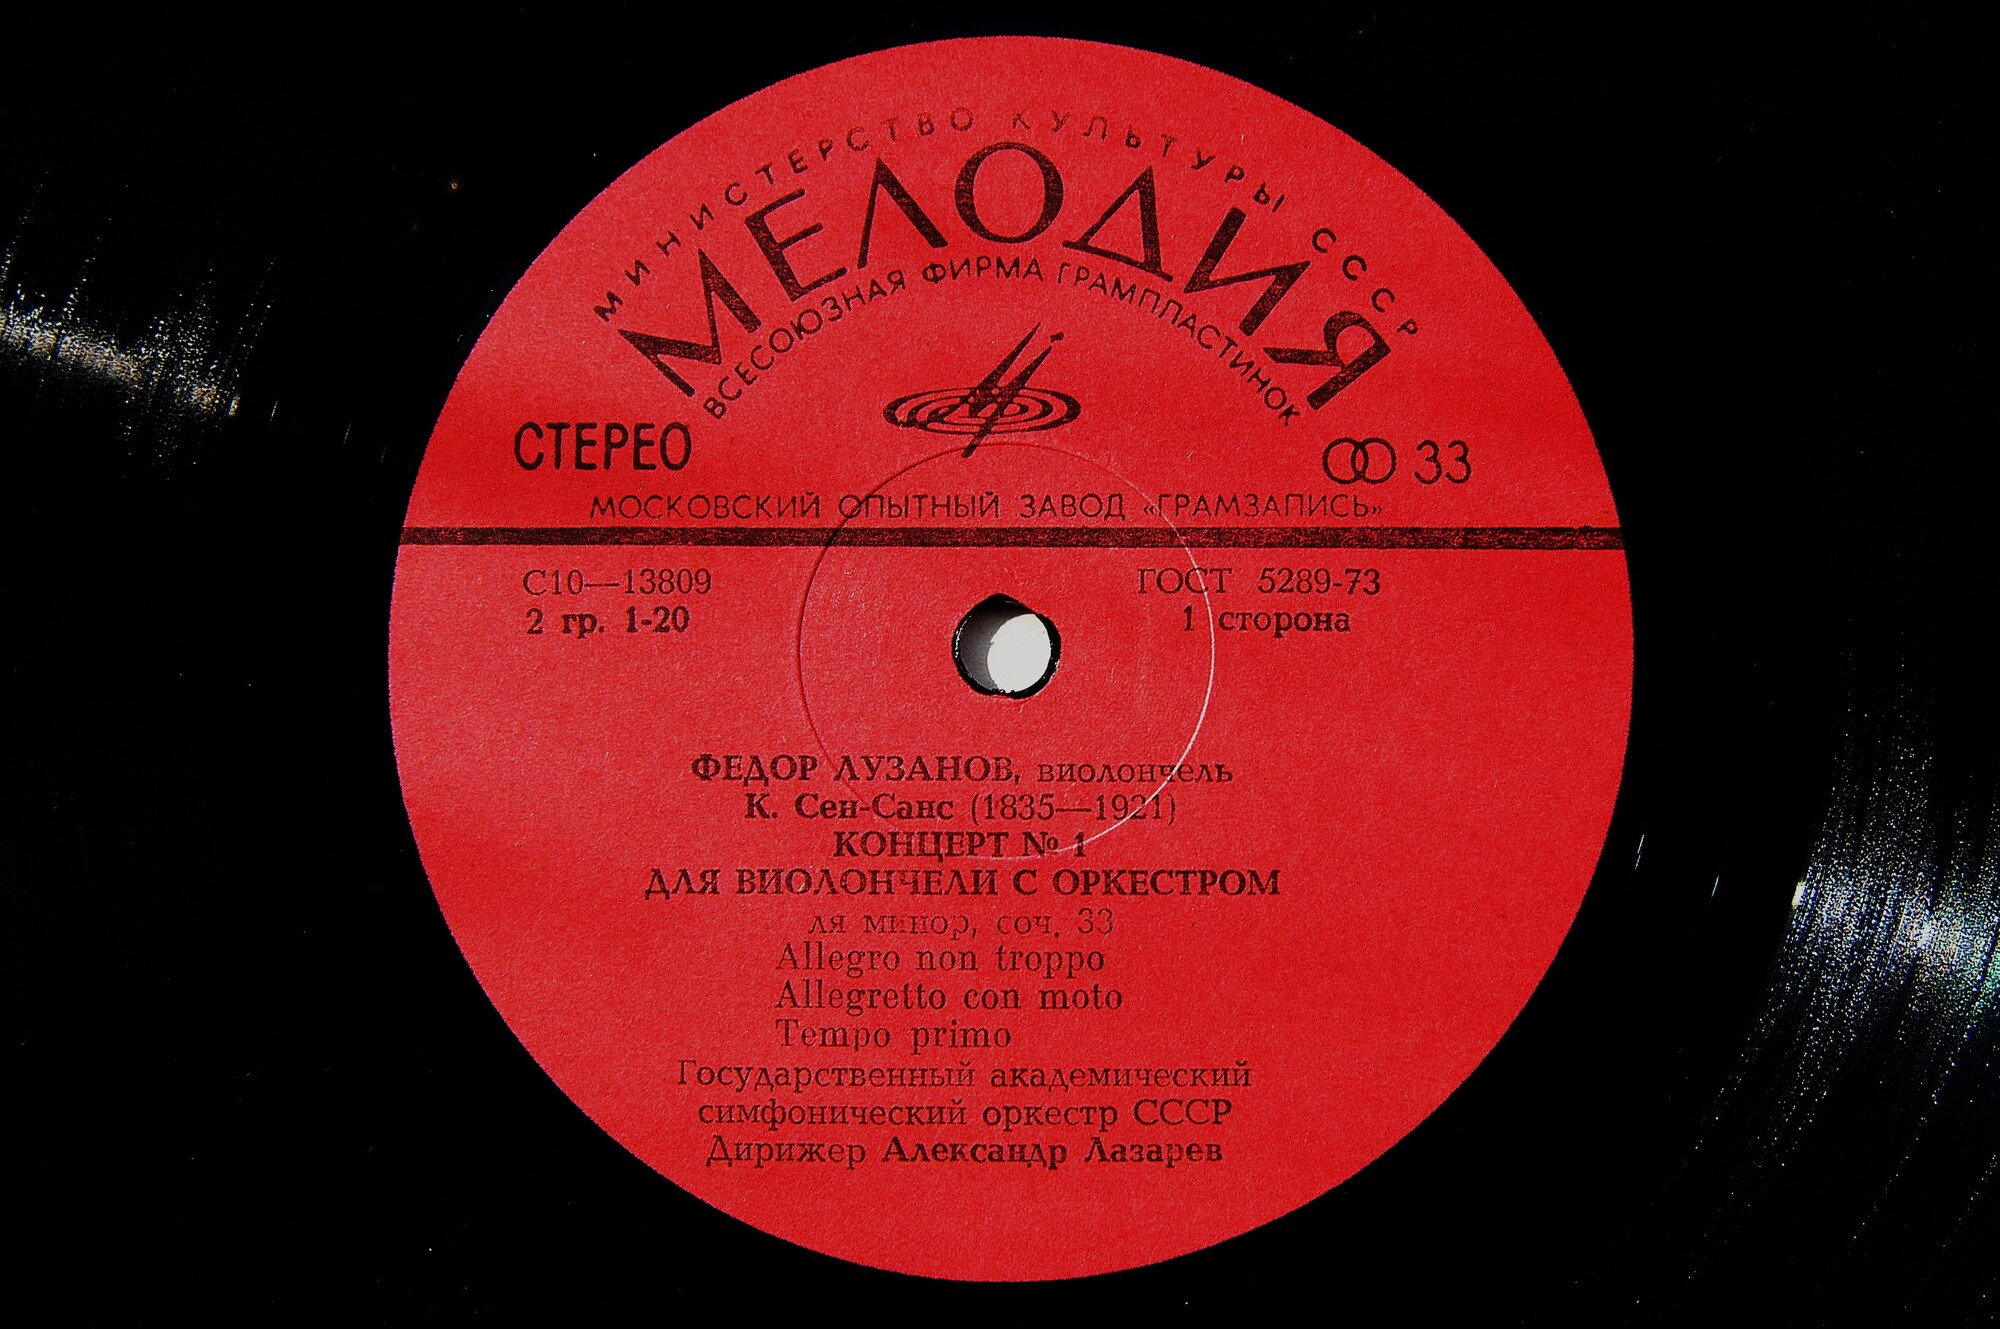 МИНИСТЕРСТВО КУЛЬТУРЫ СССР
МЕЛОДИЯ
ВСЕСОЮЗНАЯ ФИРМА ГРАМПЛАСТИНОК
СТЕРЕО
33
МОСКОВСКИЙ ОПЫТНЫЙ ЗАВОД «ГРАМЗАПИСЬ»
С10—13809
ГОСТ 5289-73
2 гр. 1-20
1 сторона
ФЕДОР ЛУЗАНОВ, виолончель
К. Сен-Санс (1835—1921)
КОНЦЕРТ № 1
ДЛЯ ВИОЛОНЧЕЛИ С ОРКЕСТРОМ
ля минор, соч. 33
Allegro non troppo
Allegretto con moto
Tempo primo
Государственный академический
симфонический оркестр СССР
Дирижер Александр Лазарев